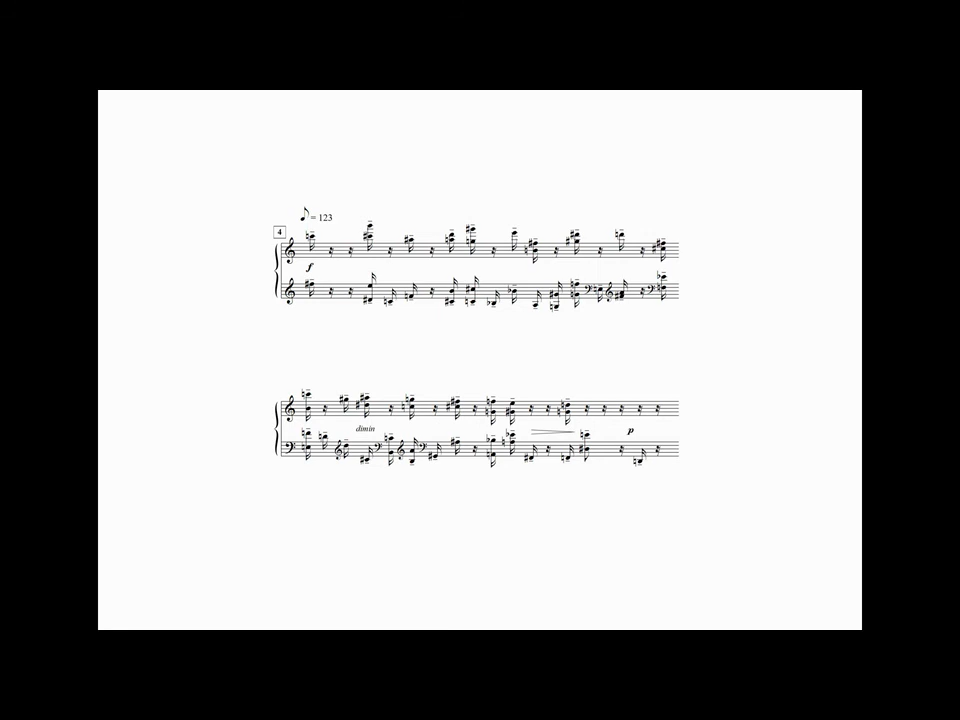 ♪ = 123
4
f
dimin
p